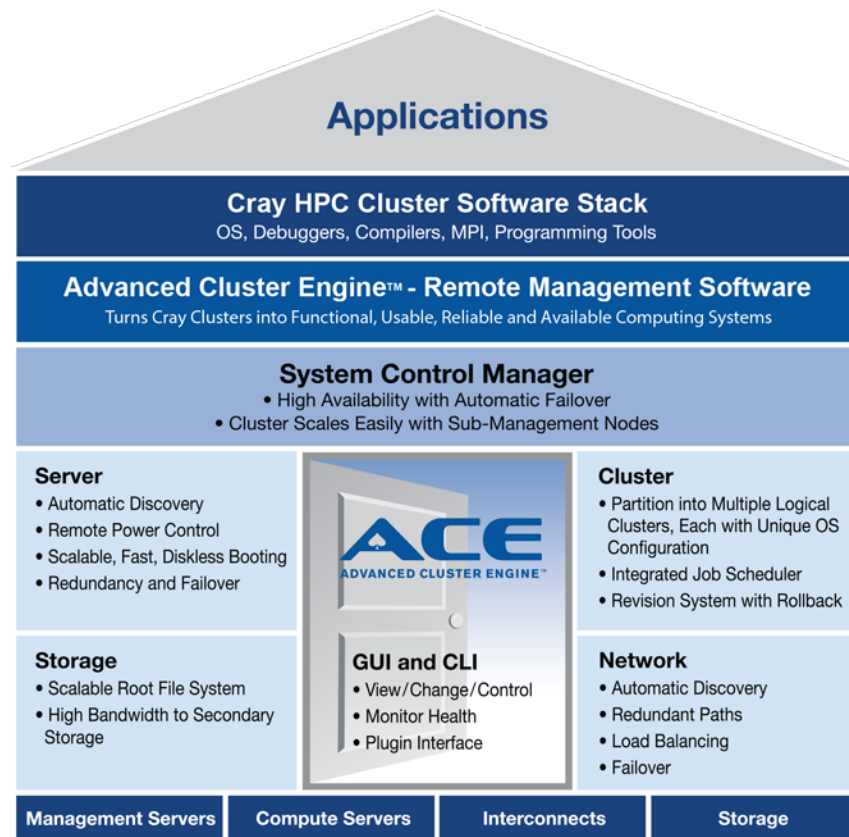 Applications
Cray HPC Cluster Software Stack
OS, Debuggers, Compilers, MPI, Programming Tools
Advanced Cluster Engine™ - Remote Management Software
Turns Cray Clusters into Functional, Usable, Reliable and Available Computing Systems
System Control Manager
• High Availability with Automatic Failover
• Cluster Scales Easily with Sub-Management Nodes
Server
• Automatic Discovery
• Remote Power Control
• Scalable, Fast, Diskless Booting
• Redundancy and Failover
Storage
• Scalable Root File System
• High Bandwidth to Secondary
Storage
ACE
ADVANCED CLUSTER ENGINE™
GUI and CLI
• View/Change/Control
• Monitor Health
• Plugin Interface
Cluster
• Partition into Multiple Logical
Clusters, Each with Unique OS
Configuration
• Integrated Job Scheduler
• Revision System with Rollback
Network
• Automatic Discovery
• Redundant Paths
• Load Balancing
• Failover
Management Servers
Compute Servers
Interconnects
Storage